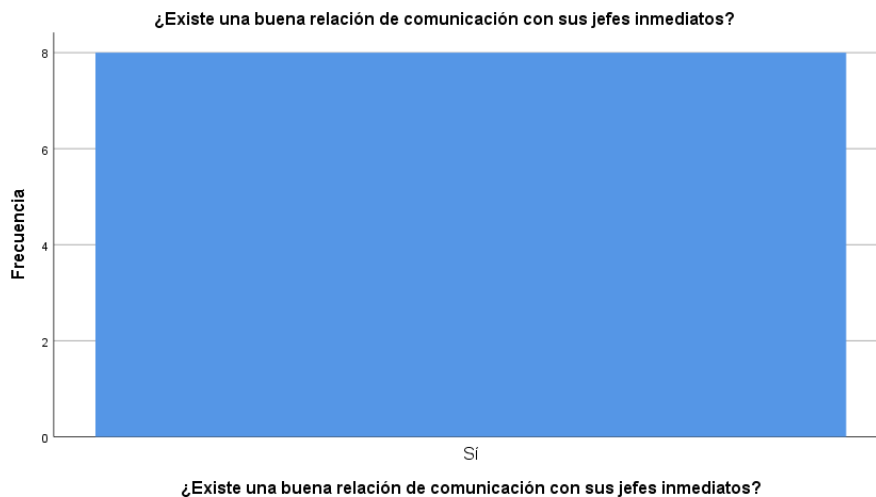 ¿Existe una buena relación de comunicación con sus jefes inmediatos?
8
6
4
2
0
Frecuencia
Sí
¿Existe una buena relación de comunicación con sus jefes inmediatos?